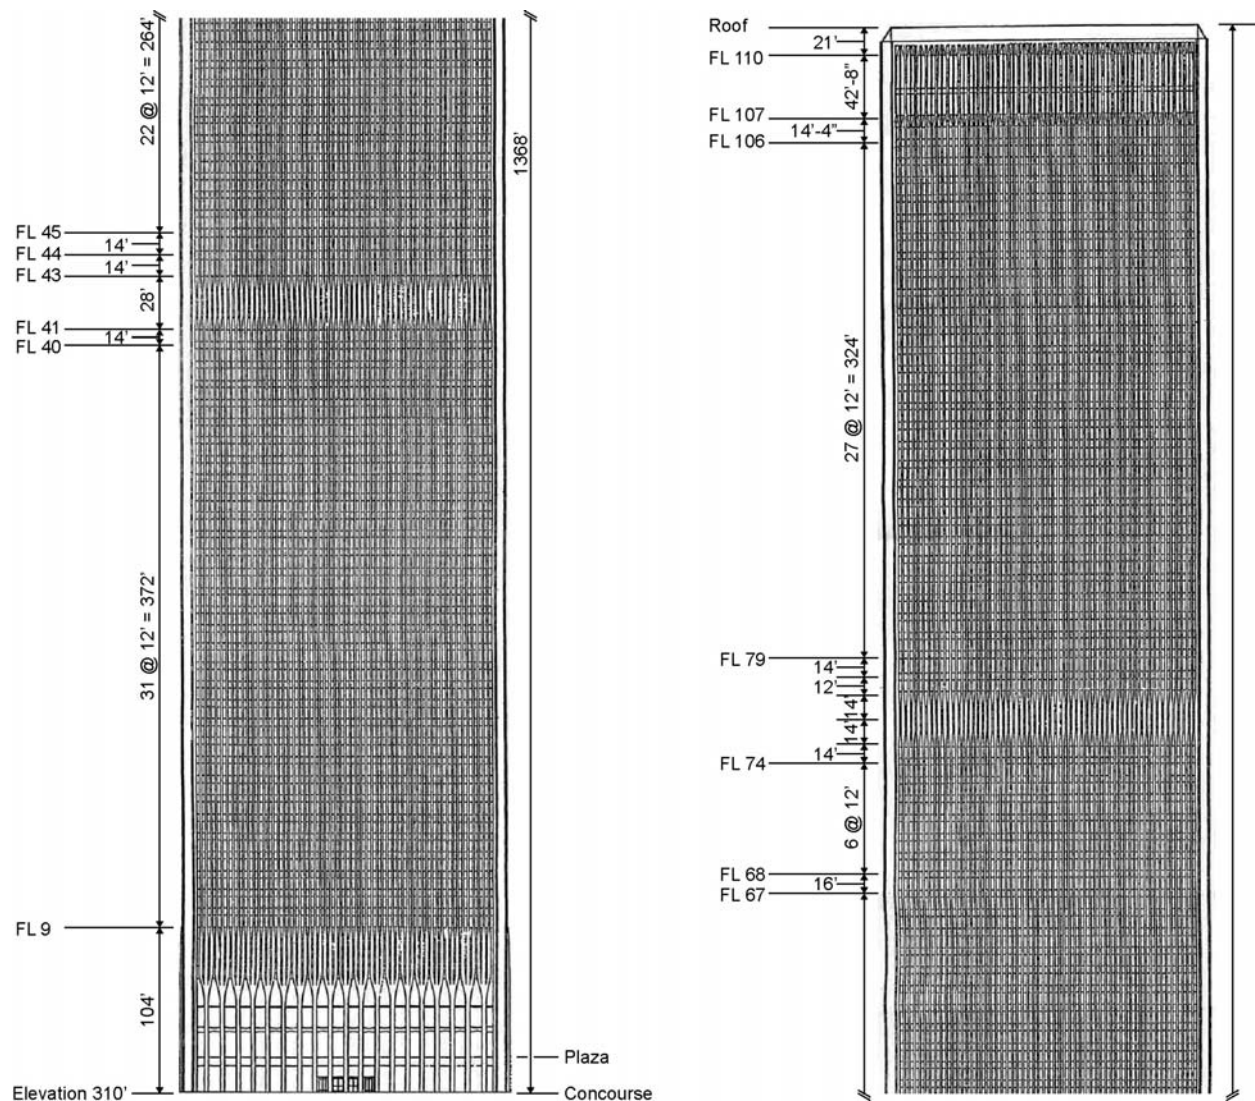 22 @ 12' = 264'
1368'
FL 45
14'
FL 44
14'
FL 43
28'
FL 41
14'
FL 40
31 @ 12' = 372'
FL 9
104'
Plaza
Elevation 310'
Concourse
Roof
21'
FL 110
42'-8"
FL 107
14'-4"
FL 106
27 @ 12' = 324'
FL 79
14'
12'
14'
14'
14'
FL 74
6 @ 12'
FL 68
16'
FL 67